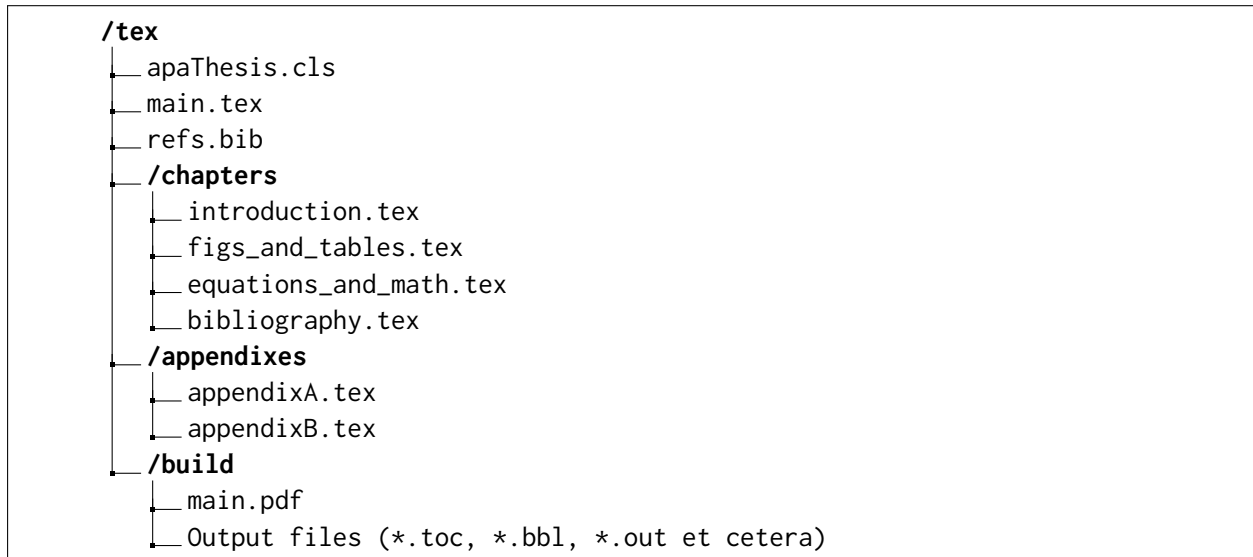 /tex
apaThesis.cls
main.tex
refs.bib
/chapters
introduction.tex
figs_and_tables.tex
equations_and_math.tex
bibliography.tex
/appendixes
appendixA.tex
appendixB.tex
/build
main.pdf
Output files (*.toc, *.bbl, *.out et cetera)